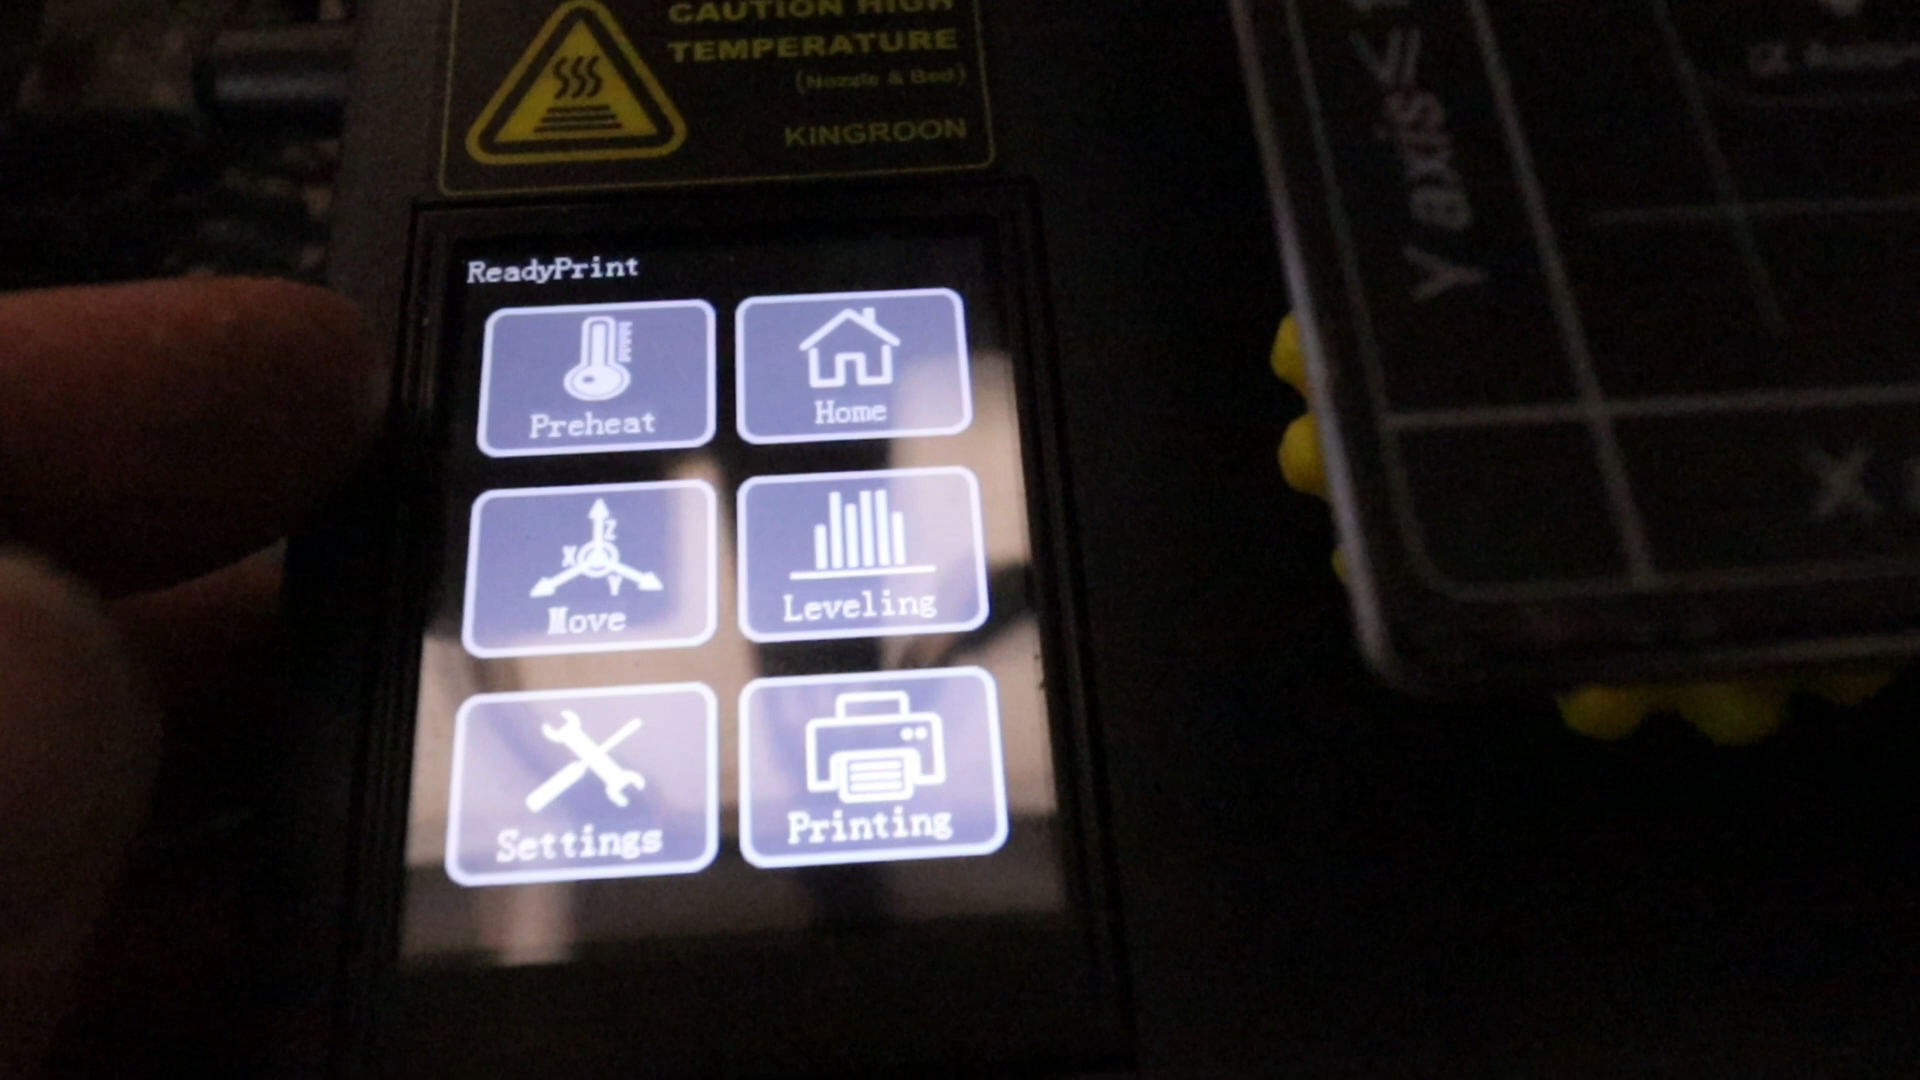 CAUTION HIGH
TEMPERATURE
(Nozzle & Bed)
KINGROON
ReadyPrint
Preheat
Home
X
Z
Y
Move
Leveling
Settings
Printing
Y axis
X